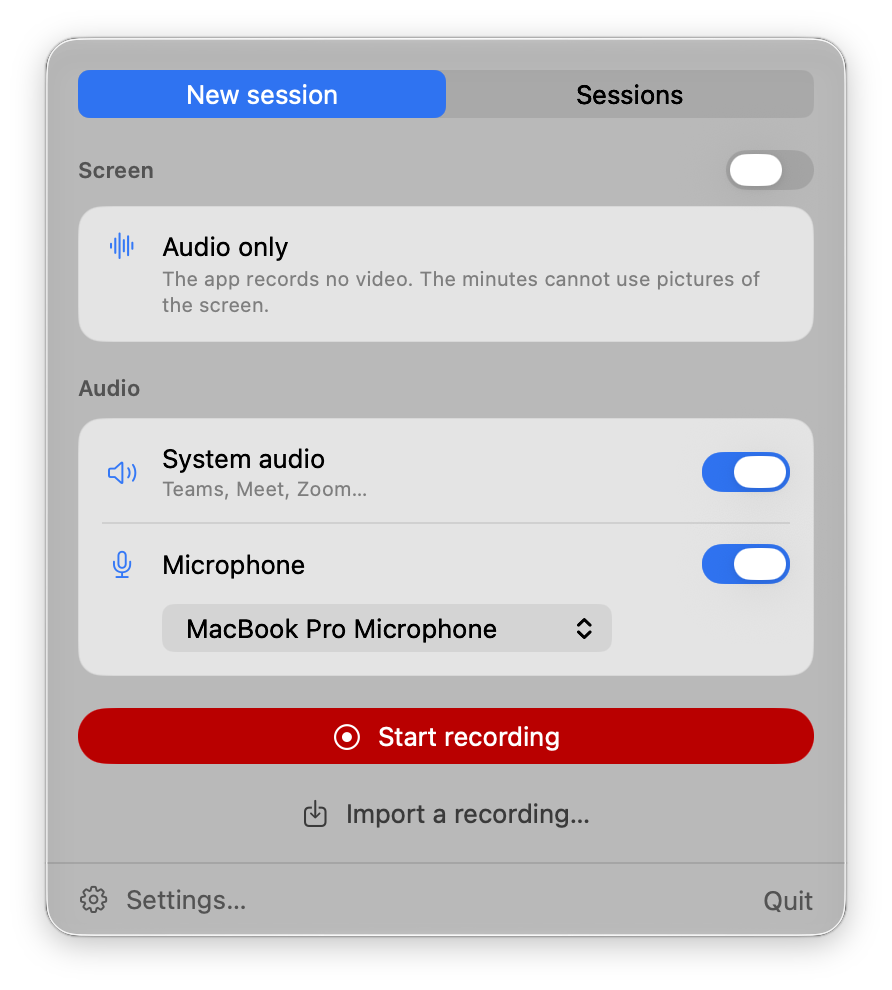 New session
Sessions
Screen
Audio only
The app records no video. The minutes cannot use pictures of
the screen.
Audio
System audio
Teams, Meet, Zoom...
Microphone
MacBook Pro Microphone
Start recording
Import a recording...
Settings...
Quit